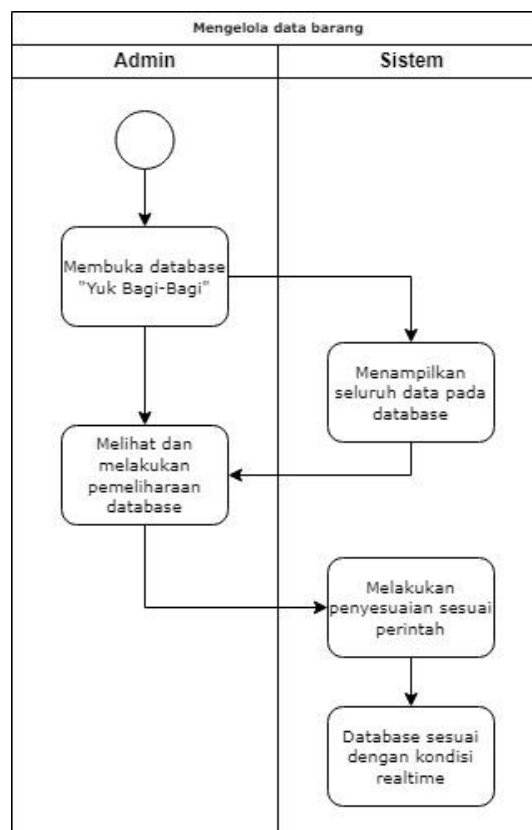 Mengelola data barang
Admin
Sistem
Membuka database
"Yuk Bagi-Bagi"
Menampilkan
seluruh data pada
database
Melihat dan
melakukan
pemeliharaan
database
Melakukan
penyesuaian sesuai
perintah
Database sesuai
dengan kondisi
realtime